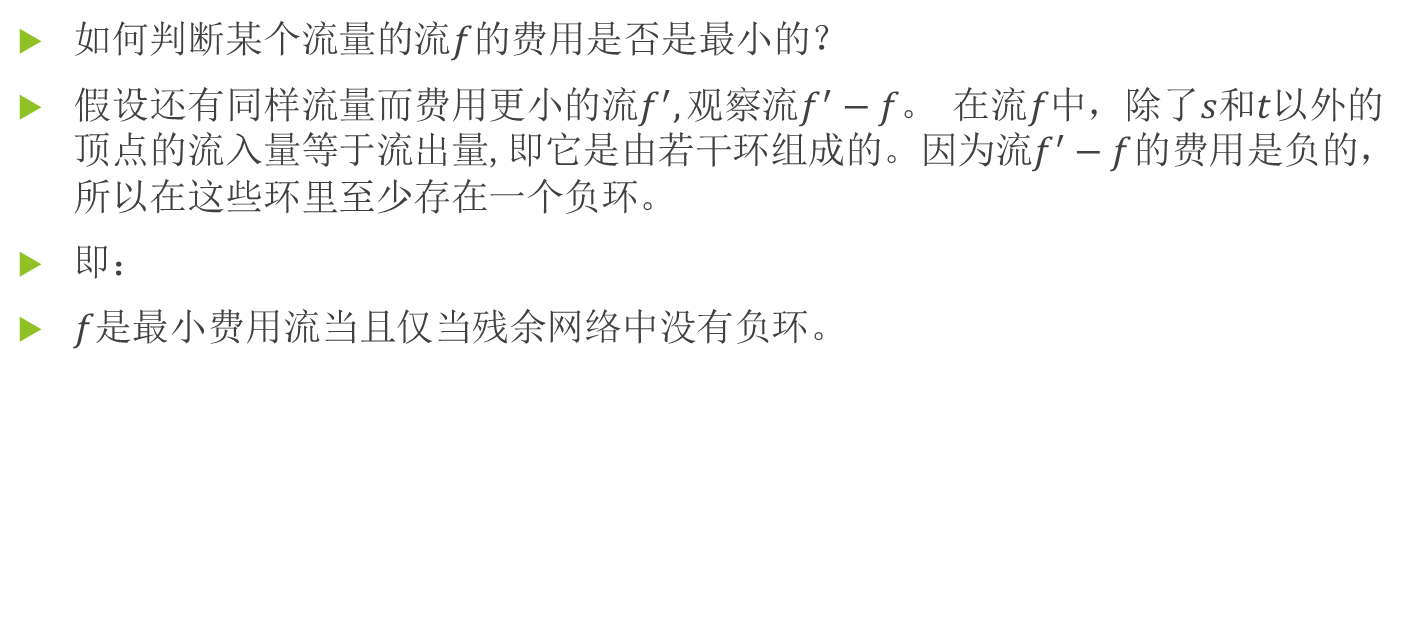 如何判断某个流量的流f的费用是否是最小的?
假设还有同样流量而费用更小的流f′,观察流f′ − f。 在流f中，除了s和t以外的
顶点的流入量等于流出量, 即它是由若干环组成的。因为流f′ − f的费用是负的，
所以在这些环里至少存在一个负环。
即：
f是最小费用流当且仅当残余网络中没有负环。